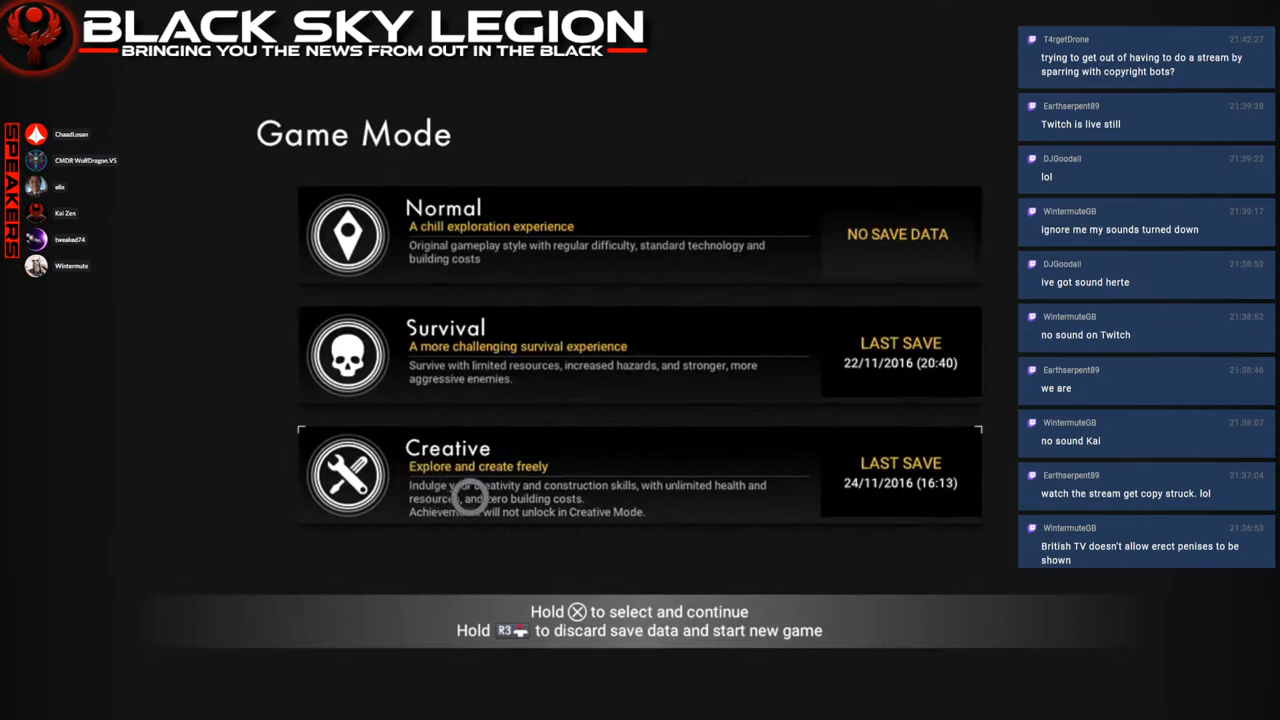 BLACK SKY LEGION
BRINGING YOU THE NEWS FROM OUT IN THE BLACK
SPEAKERS
ChaadLosan
CMDR WolfDragon.VS
elix
Kai Zen
tweaked74
Wintermute
Game Mode
Normal
A chill exploration experience
Original gameplay style with regular difficulty, standard technology and
building costs
NO SAVE DATA
Survival
A more challenging survival experience
Survive with limited resources, increased hazards, and stronger, more
aggressive enemies.
LAST SAVE
22/11/2016 (20:40)
Creative
Explore and create freely
Indulge your creativity and construction skills, with unlimited health and
resources, and zero building costs.
Achievements will not unlock in Creative Mode.
LAST SAVE
24/11/2016 (16:13)
Hold X to select and continue
Hold R3 to discard save data and start new game
T4rgetDrone 21:42:27
trying to get out of having to do a stream by
sparring with copyright bots?
Earthserpent89 21:39:38
Twitch is live still
DJGoodall 21:39:22
lol
WintermuteGB 21:39:17
Ignore me my sounds turned down
DJGoodall 21:38:52
ive got sound herte
WintermuteGB 21:38:52
no sound on Twitch
Earthserpent89 21:38:46
we are
WintermuteGB 21:38:07
no sound Kai
Earthserpent89 21:37:04
watch the stream get copy struck. lol
WintermuteGB 21:36:53
British TV doesn't allow erect penises to be
shown